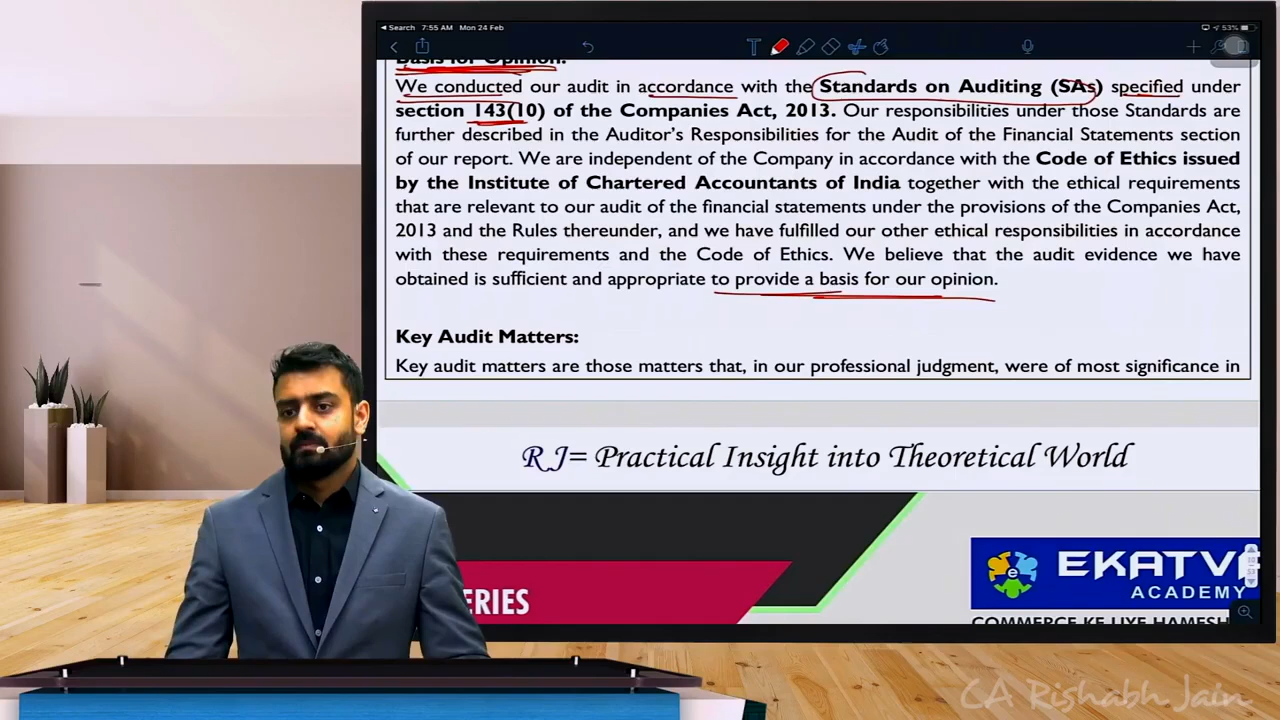 Search 7:55 AM Mon 24 Feb 53%
Basis for Opinion:
We conducted our audit in accordance with the Standards on Auditing (SAs) specified under
section 143(10) of the Companies Act, 2013. Our responsibilities under those Standards are
further described in the Auditor's Responsibilities for the Audit of the Financial Statements section
of our report. We are independent of the Company in accordance with the Code of Ethics issued
by the Institute of Chartered Accountants of India together with the ethical requirements
that are relevant to our audit of the financial statements under the provisions of the Companies Act,
2013 and the Rules thereunder, and we have fulfilled our other ethical responsibilities in accordance
with these requirements and the Code of Ethics. We believe that the audit evidence we have
obtained is sufficient and appropriate to provide a basis for our opinion.
Key Audit Matters:
Key audit matters are those matters that, in our professional judgment, were of most significance in
R J= Practical Insight into Theoretical World
EKATV
ACADEMY
ERIES
COMMERCE KE LIYE HAMESH
CA Rishabh Jain